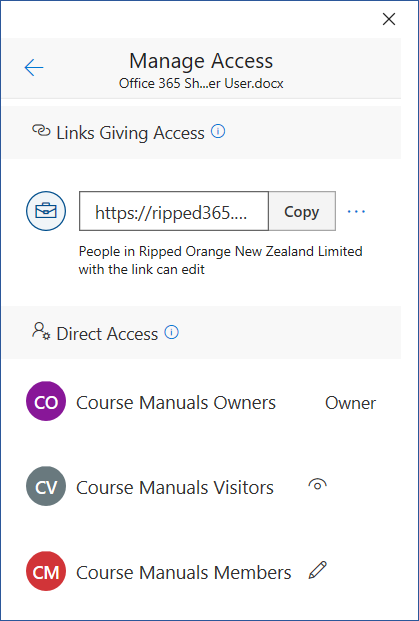 Manage Access
Office 365 Sh...er User.docx
Links Giving Access
https://ripped365....
Copy
People in Ripped Orange New Zealand Limited
with the link can edit
Direct Access
CO Course Manuals Owners Owner
CV Course Manuals Visitors
CM Course Manuals Members